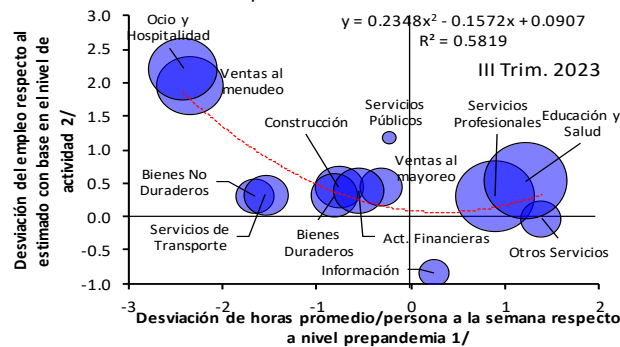 y = 0.2348x² - 0.1572x + 0.0907
R² = 0.5819
III Trim. 2023
Desviación del empleo respecto al
estimado con base en el nivel de
actividad 2/
3.0
2.5
2.0
1.5
1.0
0.5
0.0
-0.5
-1.0
Ocio y
Hospitalidad
Ventas al
menudeo
Construcción
Servicios
Públicos
Servicios
Profesionales
Educación y
Salud
Bienes No
Duraderos
Ventas al
mayoreo
Servicios de
Transporte
Bienes
Duraderos
Act. Financieras
Otros Servicios
Información
-3
-2
-1
0
1
2
Desviación de horas promedio/persona a la semana respecto
a nivel prepandemia 1/